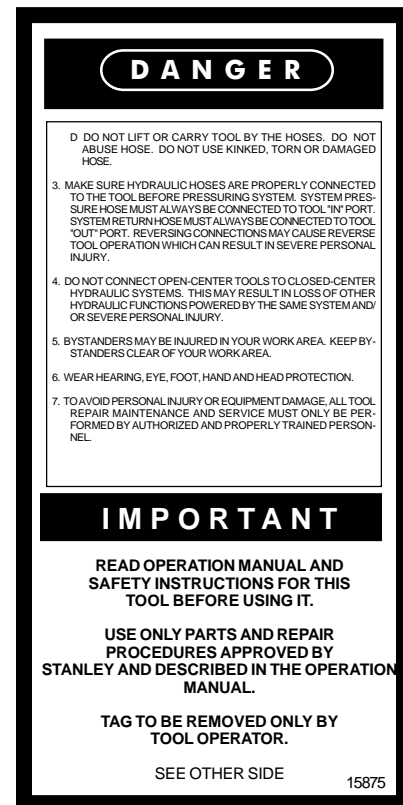 DANGER
D DO NOT LIFT OR CARRY TOOL BY THE HOSES. DO NOT
ABUSE HOSE. DO NOT USE KINKED, TORN OR DAMAGED
HOSE.
3. MAKE SURE HYDRAULIC HOSES ARE PROPERLY CONNECTED
TO THE TOOL BEFORE PRESSURING SYSTEM. SYSTEM PRES-
SURE HOSE MUST ALWAYS BE CONNECTED TO TOOL "IN" PORT.
SYSTEM RETURN HOSE MUST ALWAYS BE CONNECTED TO TOOL
"OUT" PORT. REVERSING CONNECTIONS MAY CAUSE REVERSE
TOOL OPERATION WHICH CAN RESULT IN SEVERE PERSONAL
INJURY.
4. DO NOT CONNECT OPEN-CENTER TOOLS TO CLOSED-CENTER
HYDRAULIC SYSTEMS. THIS MAY RESULT IN LOSS OF OTHER
HYDRAULIC FUNCTIONS POWERED BY THE SAME SYSTEM AND/
OR SEVERE PERSONAL INJURY.
5. BYSTANDERS MAY BE INJURED IN YOUR WORK AREA. KEEP BY-
STANDERS CLEAR OF YOUR WORK AREA.
6. WEAR HEARING, EYE, FOOT, HAND AND HEAD PROTECTION.
7. TO AVOID PERSONAL INJURY OR EQUIPMENT DAMAGE, ALL TOOL
REPAIR MAINTENANCE AND SERVICE MUST ONLY BE PER-
FORMED BY AUTHORIZED AND PROPERLY TRAINED PERSON-
NEL.
IMPORTANT
READ OPERATION MANUAL AND
SAFETY INSTRUCTIONS FOR THIS
TOOL BEFORE USING IT.
USE ONLY PARTS AND REPAIR
PROCEDURES APPROVED BY
STANLEY AND DESCRIBED IN THE OPERATION
MANUAL.
TAG TO BE REMOVED ONLY BY
TOOL OPERATOR.
SEE OTHER SIDE
15875